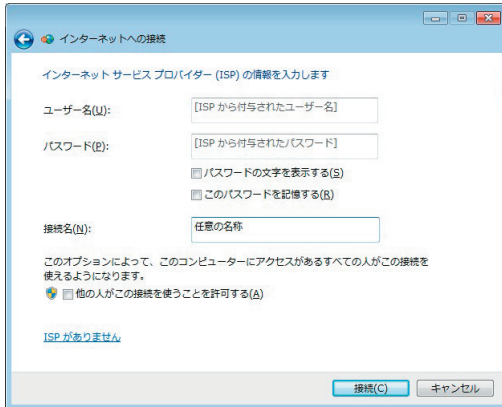 インターネットへの接続
インターネット サービス プロバイダー (ISP) の情報を入力します
ユーザー名(U):
[ISP から付与されたユーザー名]
パスワード(P):
[ISP から付与されたパスワード]
パスワードの文字を表示する(S)
このパスワードを記憶する(R)
接続名(N):
任意の名称
このオプションによって、このコンピューターにアクセスがあるすべての人がこの接続を
使えるようになります。
他の人がこの接続を使うことを許可する(A)
ISP がありません
接続(C)
キャンセル